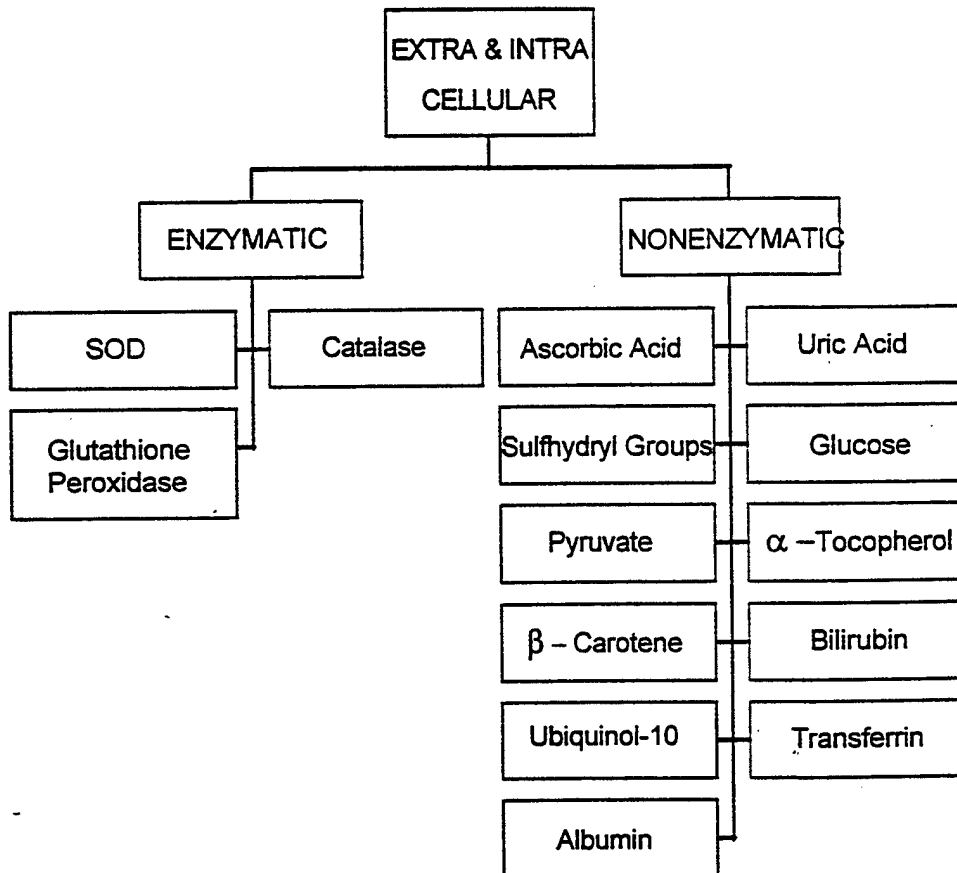 EXTRA & INTRA
CELLULAR
ENZYMATIC
NONENZYMATIC
SOD
Catalase
Glutathione
Peroxidase
Ascorbic Acid
Uric Acid
Sulfhydryl Groups
Glucose
Pyruvate
α –Tocopherol
β – Carotene
Bilirubin
Ubiquinol-10
Transferrin
Albumin